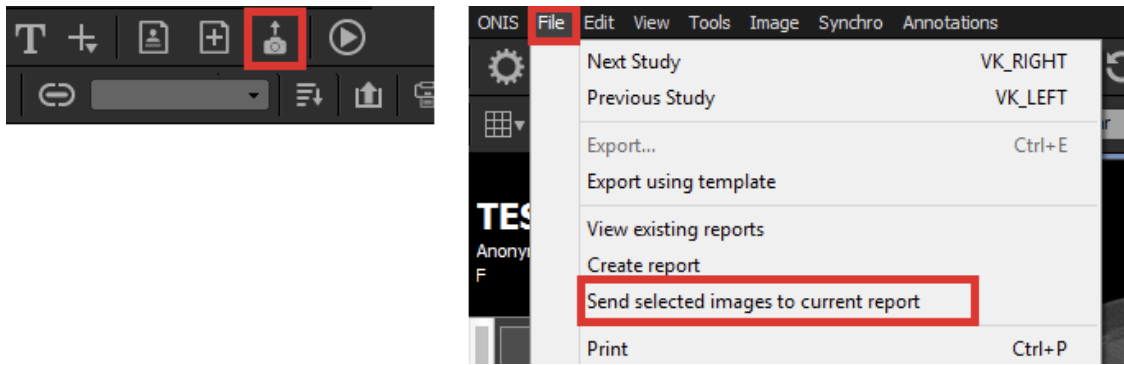 T
ONIS File Edit View Tools Image Synchro Annotations
Next Study VK_RIGHT
Previous Study VK_LEFT
Export... Ctrl+E
Export using template
TES
View existing reports
Anony
Create report
F
Send selected images to current report
Print Ctrl+P